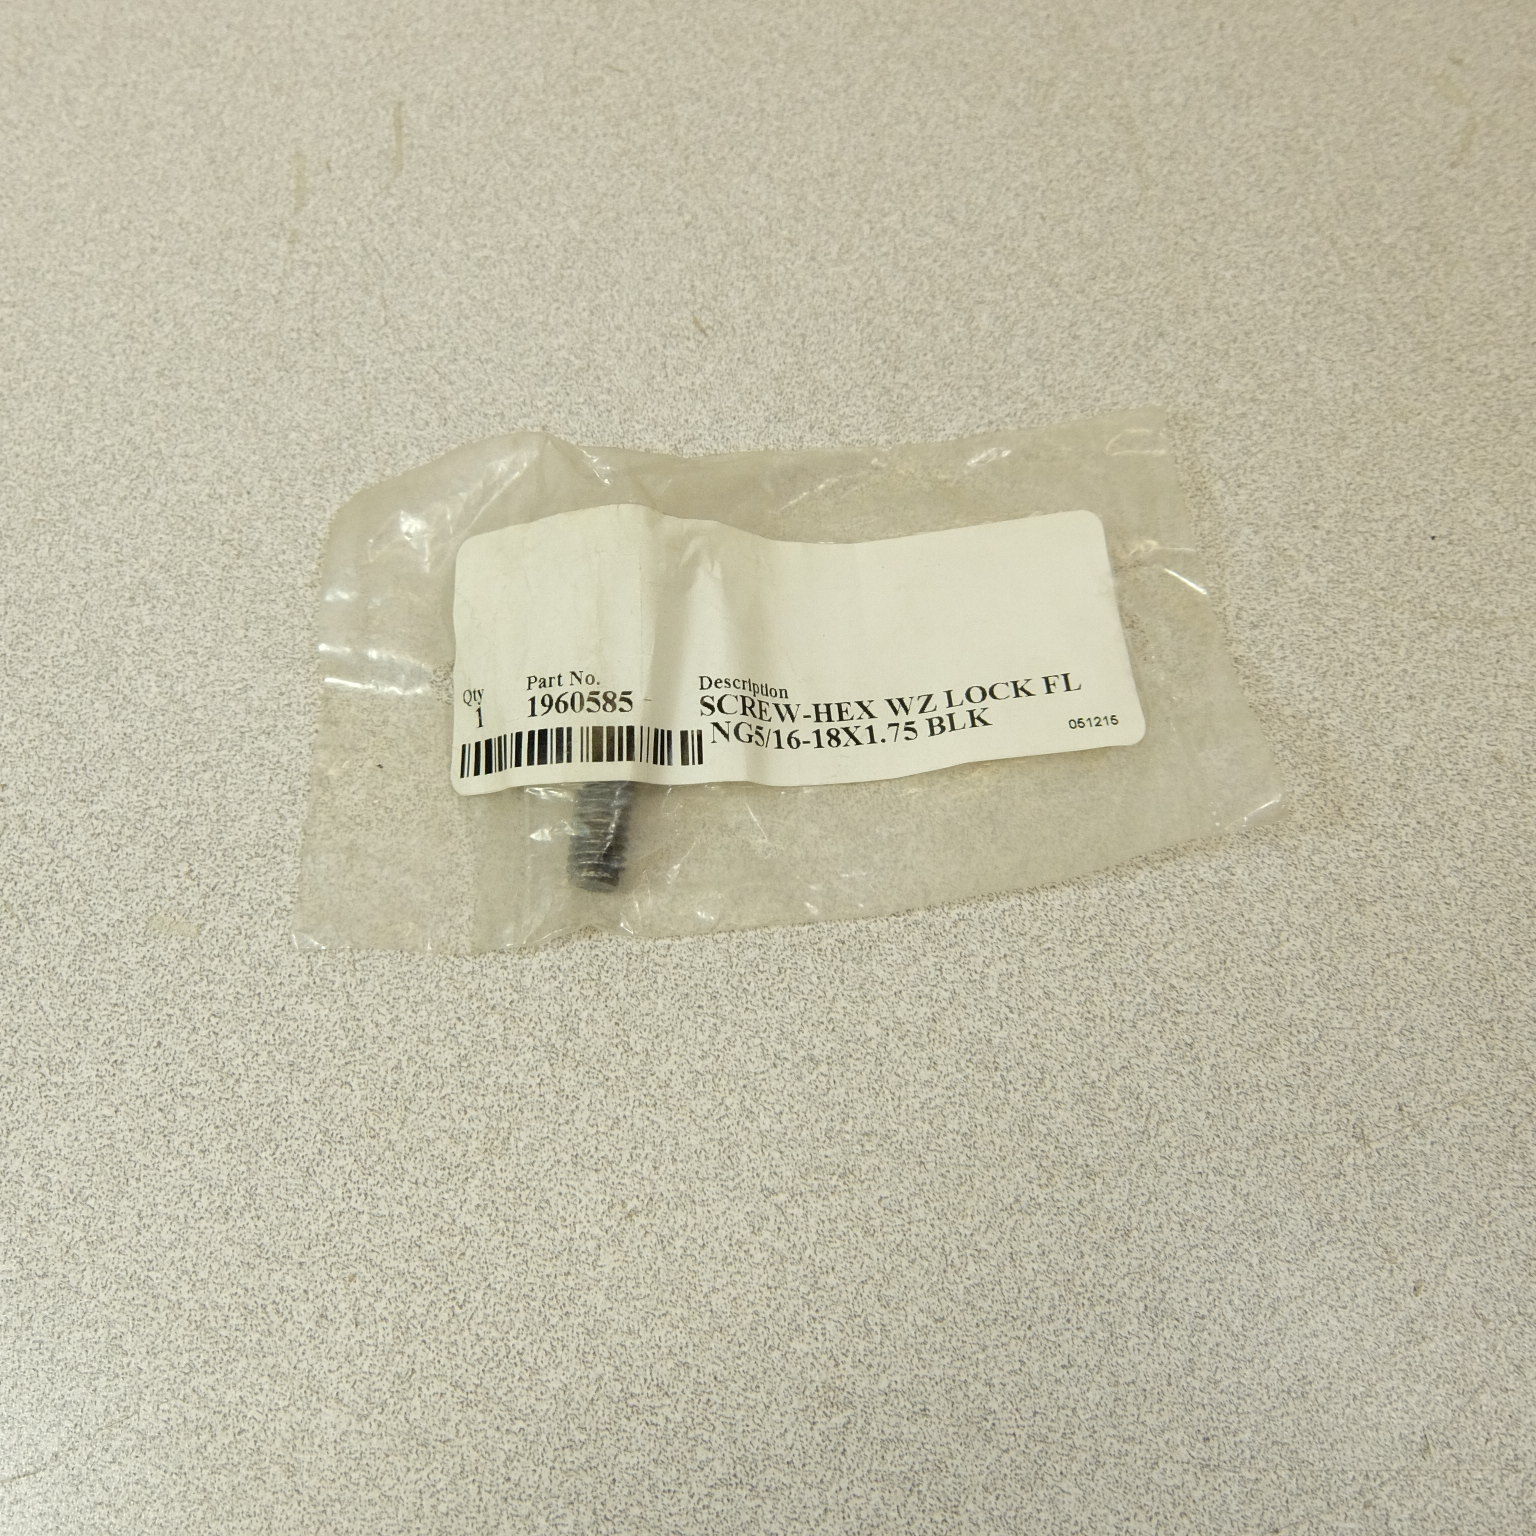 Qty Part No. Description
1 1960585 - SCREW-HEX WZ LOCK FL
NG5/16-18X1.75 BLK
051215